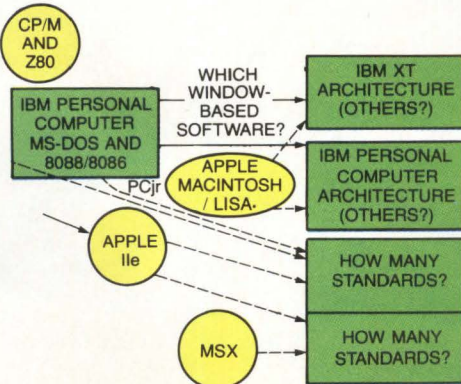 CP/M
AND
Z80
WHICH
WINDOW-
BASED
SOFTWARE?
IBM XT
ARCHITECTURE
(OTHERS?)
IBM PERSONAL
COMPUTER
MS-DOS AND
8088/8086
IBM PERSONAL
COMPUTER
ARCHITECTURE
(OTHERS?)
PCjr
APPLE
MACINTOSH
/ LISA.
APPLE
IIe
HOW MANY
STANDARDS?
MSX
HOW MANY
STANDARDS?